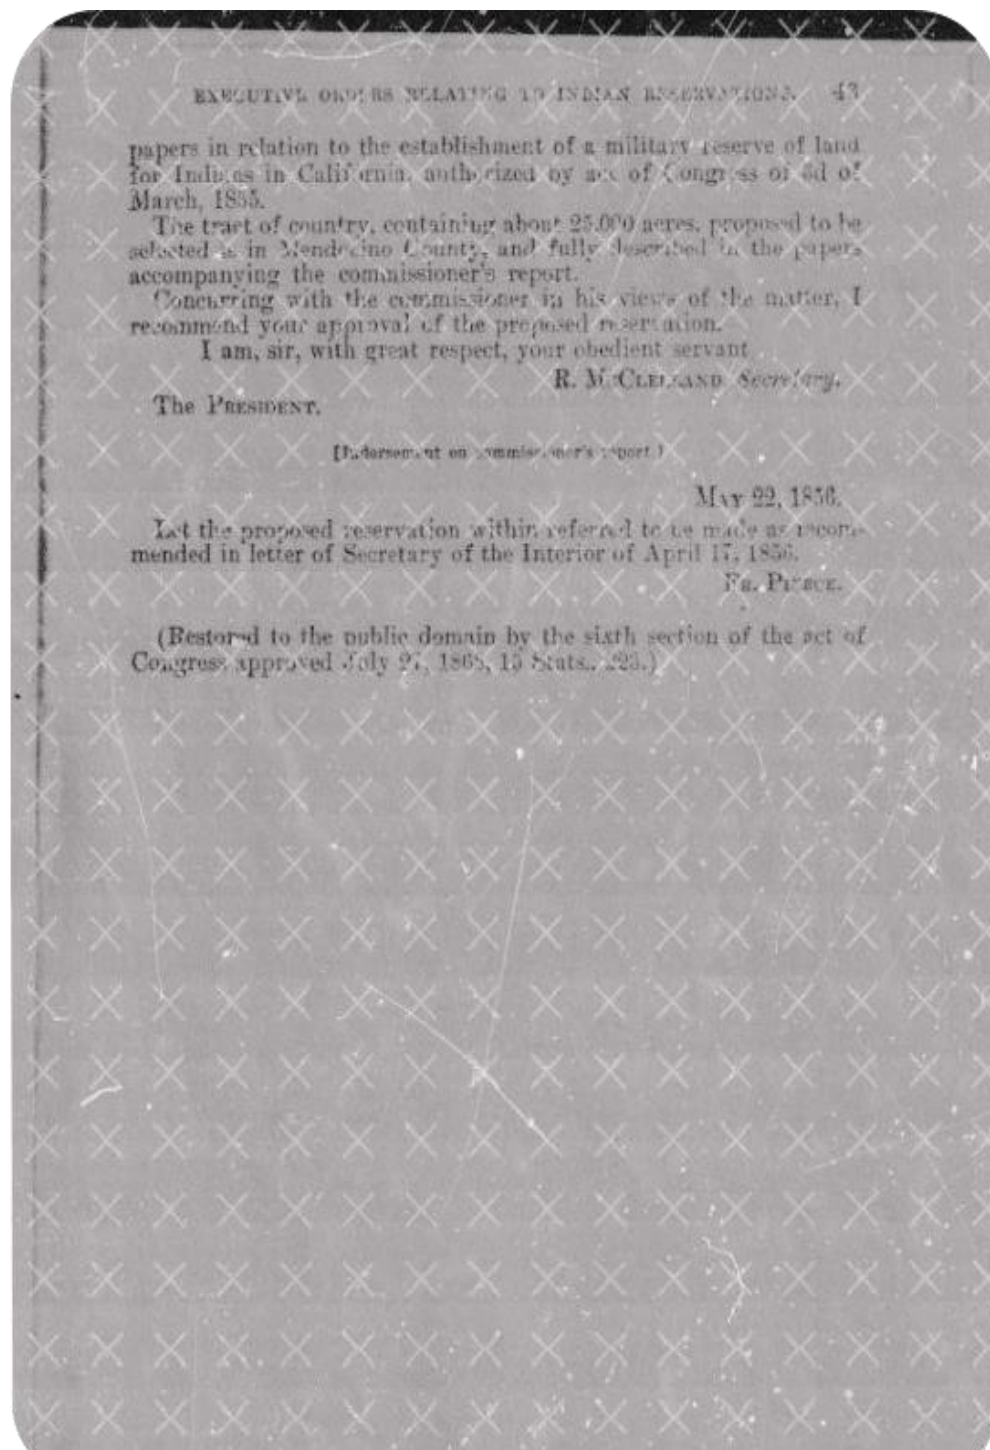 EXECUTIVE ORDERS RELATING TO INDIAN RESERVATIONS. 43
papers in relation to the establishment of a military reserve of land
for Indians in California, authorized by act of Congress of 3d of
March, 1855.
The tract of country, containing about 25,000 acres, proposed to be
selected is in Mendocino County, and fully described in the papers
accompanying the commissioner's report.
Concurring with the commissioner in his views of the matter, I
recommend your approval of the proposed reservation.
I am, sir, with great respect, your obedient servant
R. MCCLELLAND Secretary.
The PRESIDENT.
[Indorsement on commissioner's report.]
MAY 22, 1856.
Let the proposed reservation within referred to be made as recom-
mended in letter of Secretary of the Interior of April 17, 1856.
FR. PIERCE.
(Restored to the public domain by the sixth section of the act of
Congress approved July 27, 1868, 15 Stats., 223.)